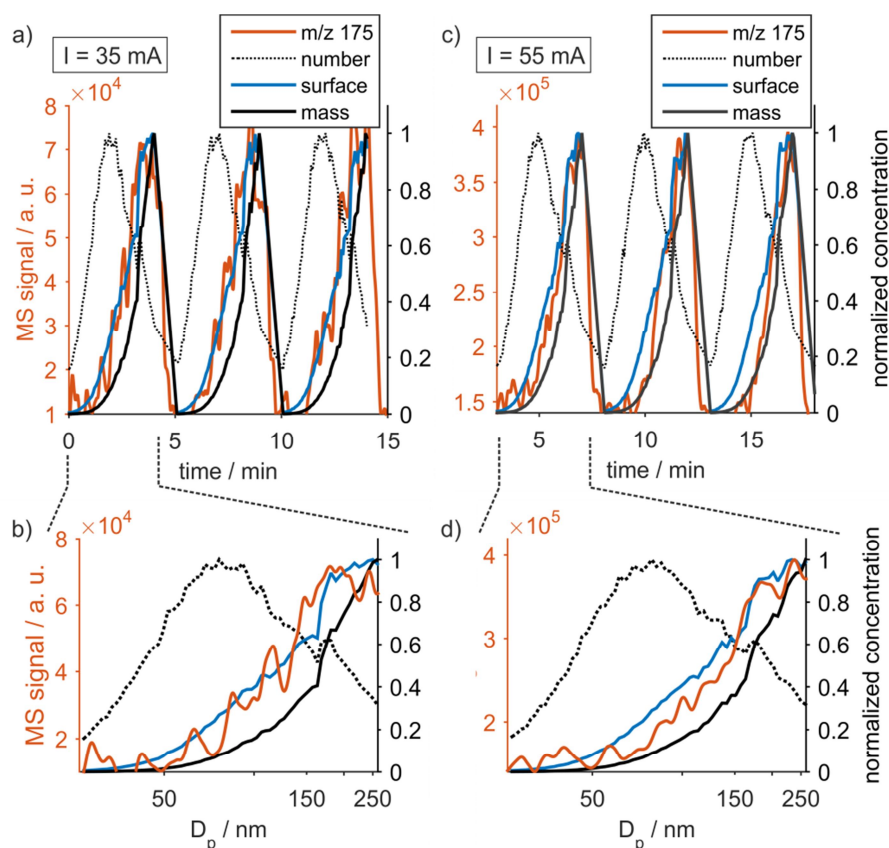 a)
I = 35 mA
m/z 175
number
surface
mass
×10⁴
8
7
6
5
4
3
2
1
MS signal / a. u.
1
0.8
0.6
0.4
0.2
0
0
5
10
15
time / min
c)
I = 55 mA
m/z 175
number
surface
mass
×10⁵
4
3.5
3
2.5
2
1.5
1
0.8
0.6
0.4
0.2
0
normalized concentration
5
10
15
time / min
b)
×10⁴
8
6
4
2
MS signal / a. u.
1
0.8
0.6
0.4
0.2
0
50
150
250
Dₚ / nm
d)
×10⁵
4
3
2
1
0.8
0.6
0.4
0.2
0
normalized concentration
50
150
250
Dₚ / nm